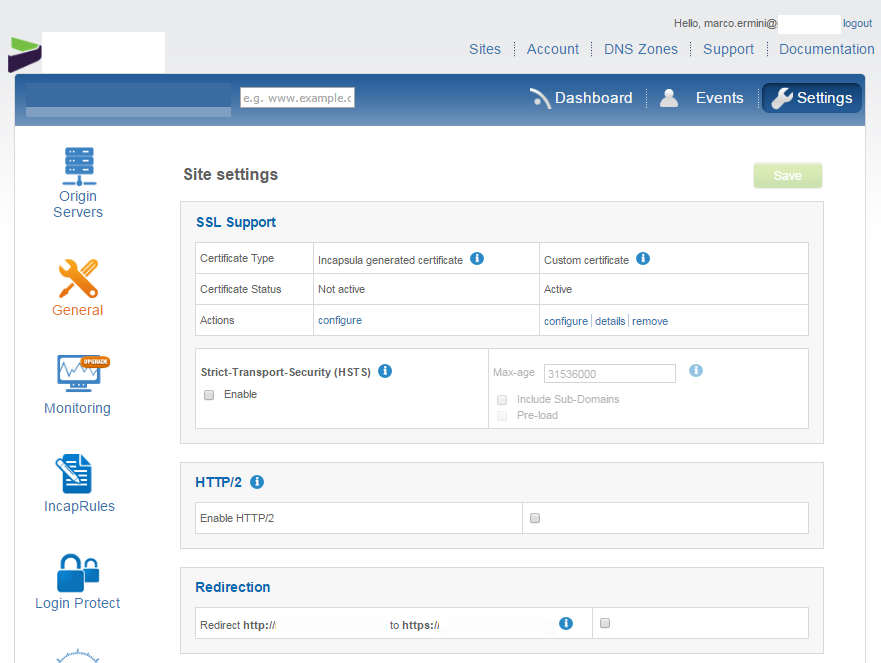 Hello, marco.ermini@ logout
Sites Account DNS Zones Support Documentation
e.g. www.example.c Dashboard Events Settings
Origin
Servers
General
UPGRADE
Monitoring
IncapRules
Login Protect
Site settings Save
SSL Support
Certificate Type Incapsula generated certificate i Custom certificate i
Certificate Status Not active Active
Actions configure configure details remove
Strict-Transport-Security (HSTS) i Max-age 31536000 i
Enable Include Sub-Domains
Pre-load
HTTP/2 i
Enable HTTP/2
Redirection
Redirect http:// to https:// i